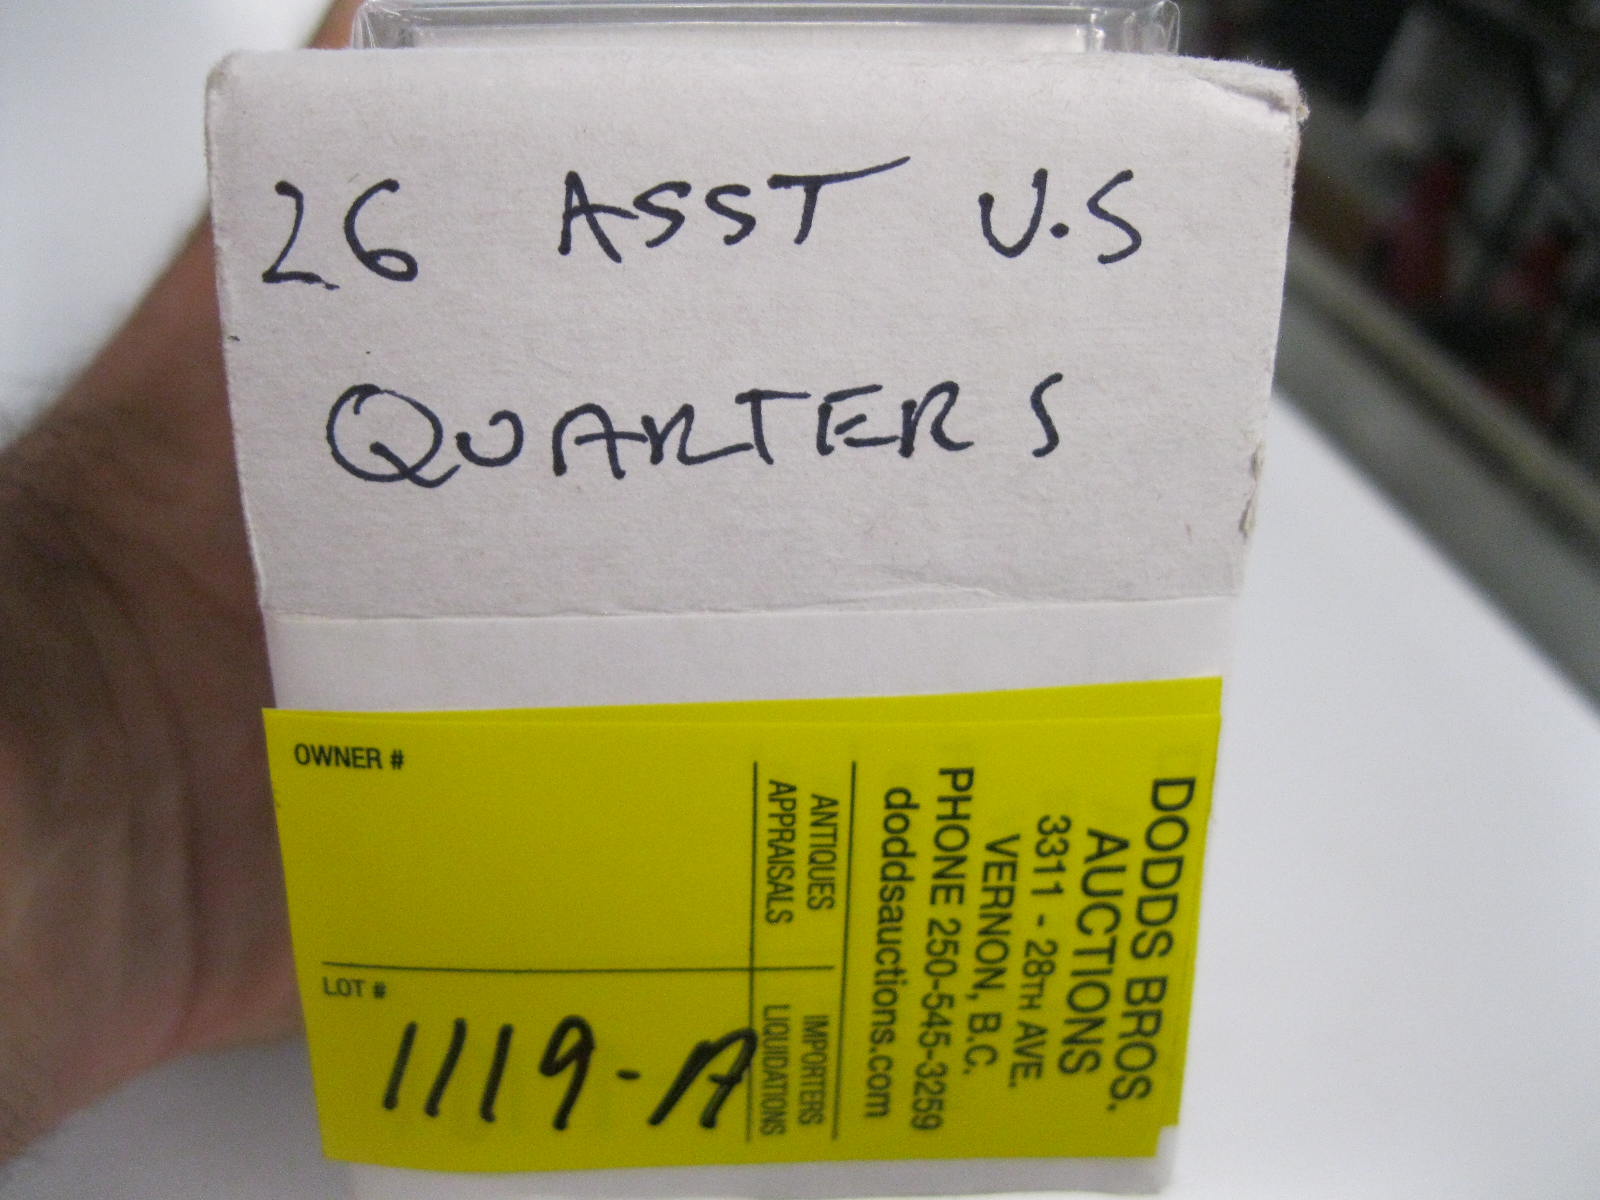 26 ASST U.S
QUARTERS
OWNER #
LOT #
1119-A
ANTIQUES
APPRAISALS
IMPORTERS
LIQUIDATIONS
DODDS BROS.
AUCTIONS
3311 - 28TH AVE.
VERNON, B.C.
PHONE 250-545-3259
doddsauctions.com